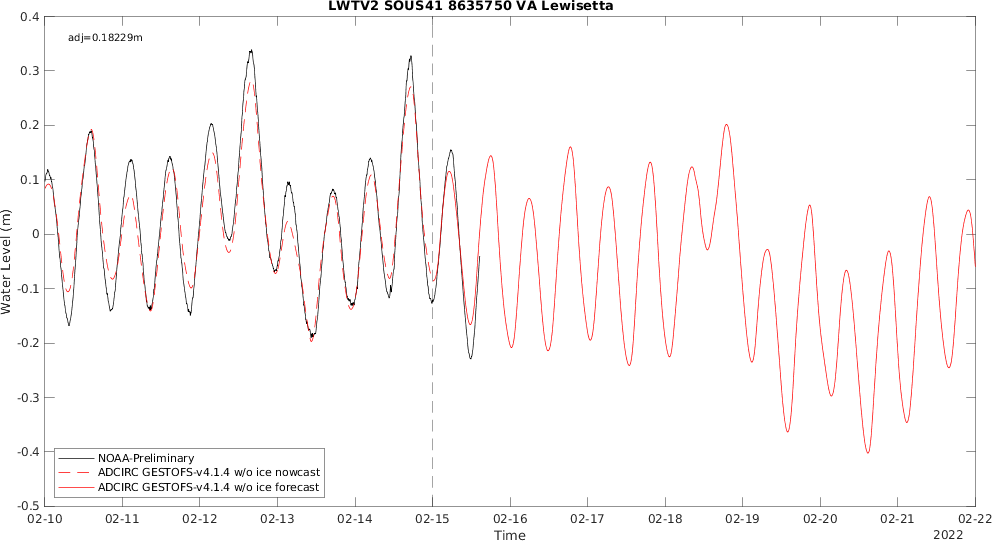 LWTV2 SOUS41 8635750 VA Lewisetta
adj=0.18229m
Water Level (m)
0.4
0.3
0.2
0.1
0
-0.1
-0.2
-0.3
-0.4
-0.5
NOAA-Preliminary
ADCIRC GESTOFS-v4.1.4 w/o ice nowcast
ADCIRC GESTOFS-v4.1.4 w/o ice forecast
02-10 02-11 02-12 02-13 02-14 02-15 02-16 02-17 02-18 02-19 02-20 02-21 02-22
Time
2022